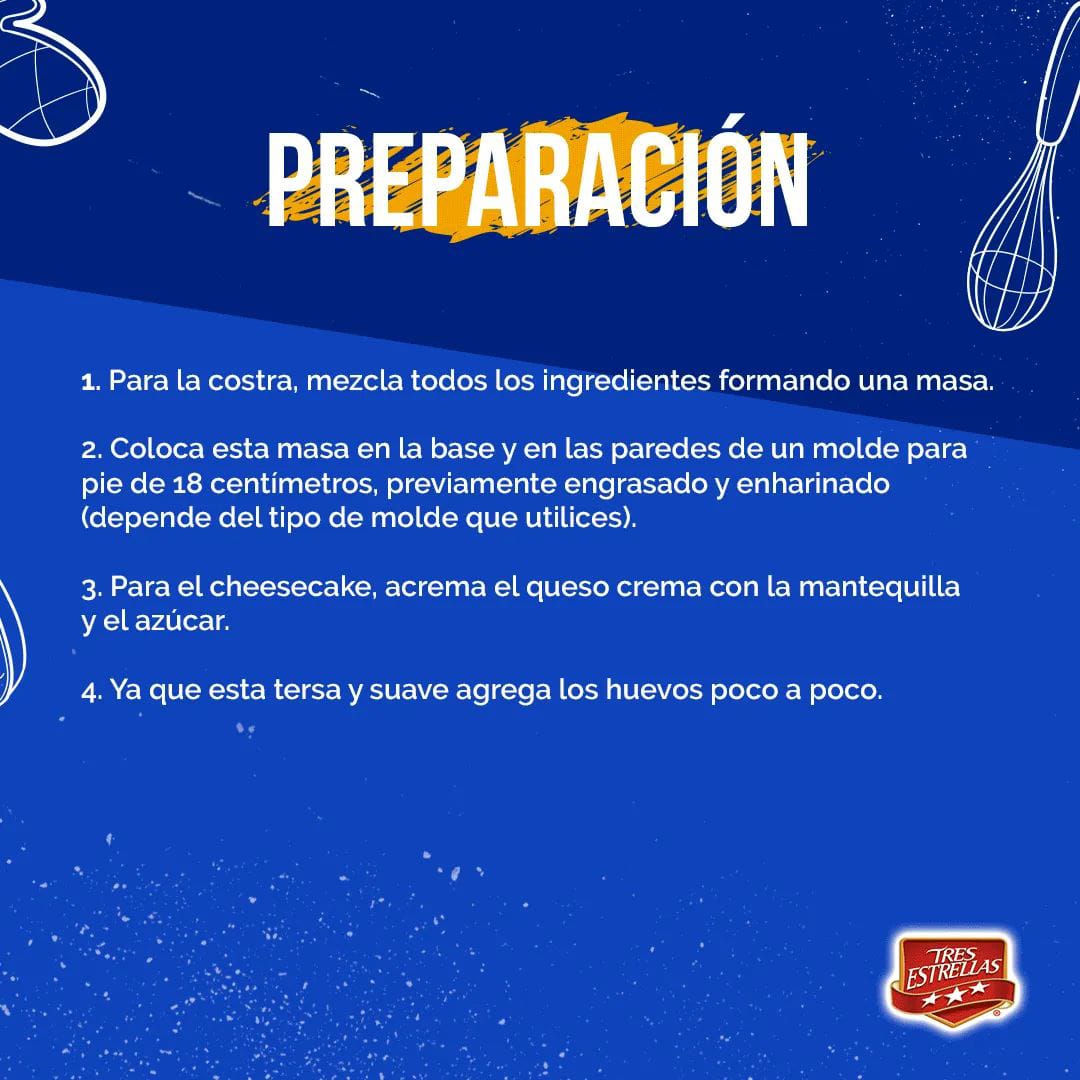 PREPARACIÓN
1. Para la costra, mezcla todos los ingredientes formando una masa.
2. Coloca esta masa en la base y en las paredes de un molde para
pie de 18 centímetros, previamente engrasado y enharinado
(depende del tipo de molde que utilices).
3. Para el cheesecake, acrema el queso crema con la mantequilla
y el azúcar.
4. Ya que esta tersa y suave agrega los huevos poco a poco.
TRES
ESTRELLAS
®